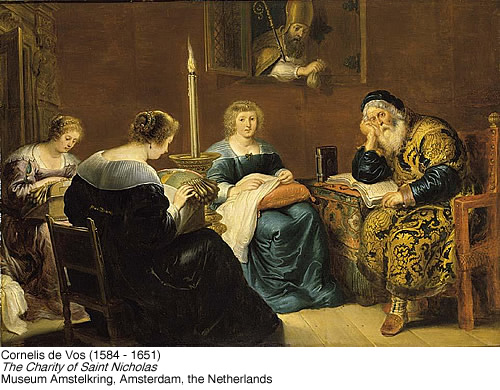 Cornelis de Vos (1584 - 1651)
The Charity of Saint Nicholas
Museum Amstelkring, Amsterdam, the Netherlands